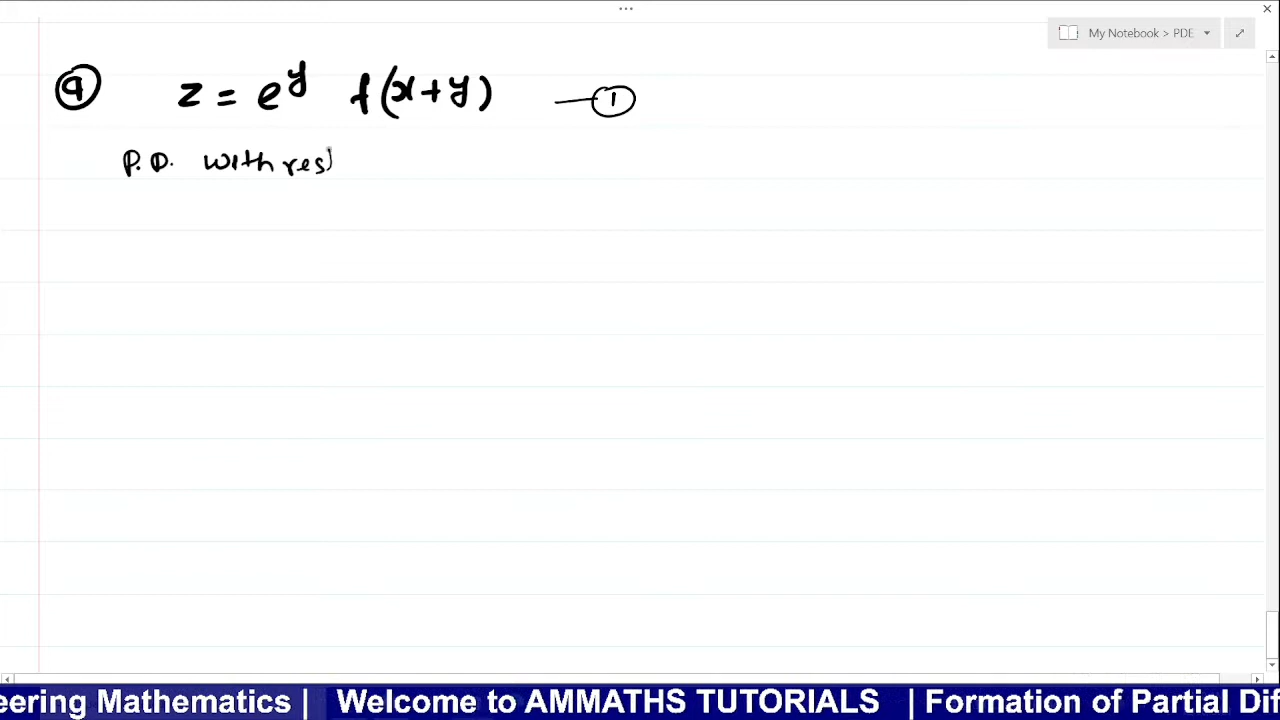 My Notebook > PDE
9 z = e^y f(x+y) — 1
P.D. with res
eering Mathematics | Welcome to AMMATHS TUTORIALS | Formation of Partial Dif